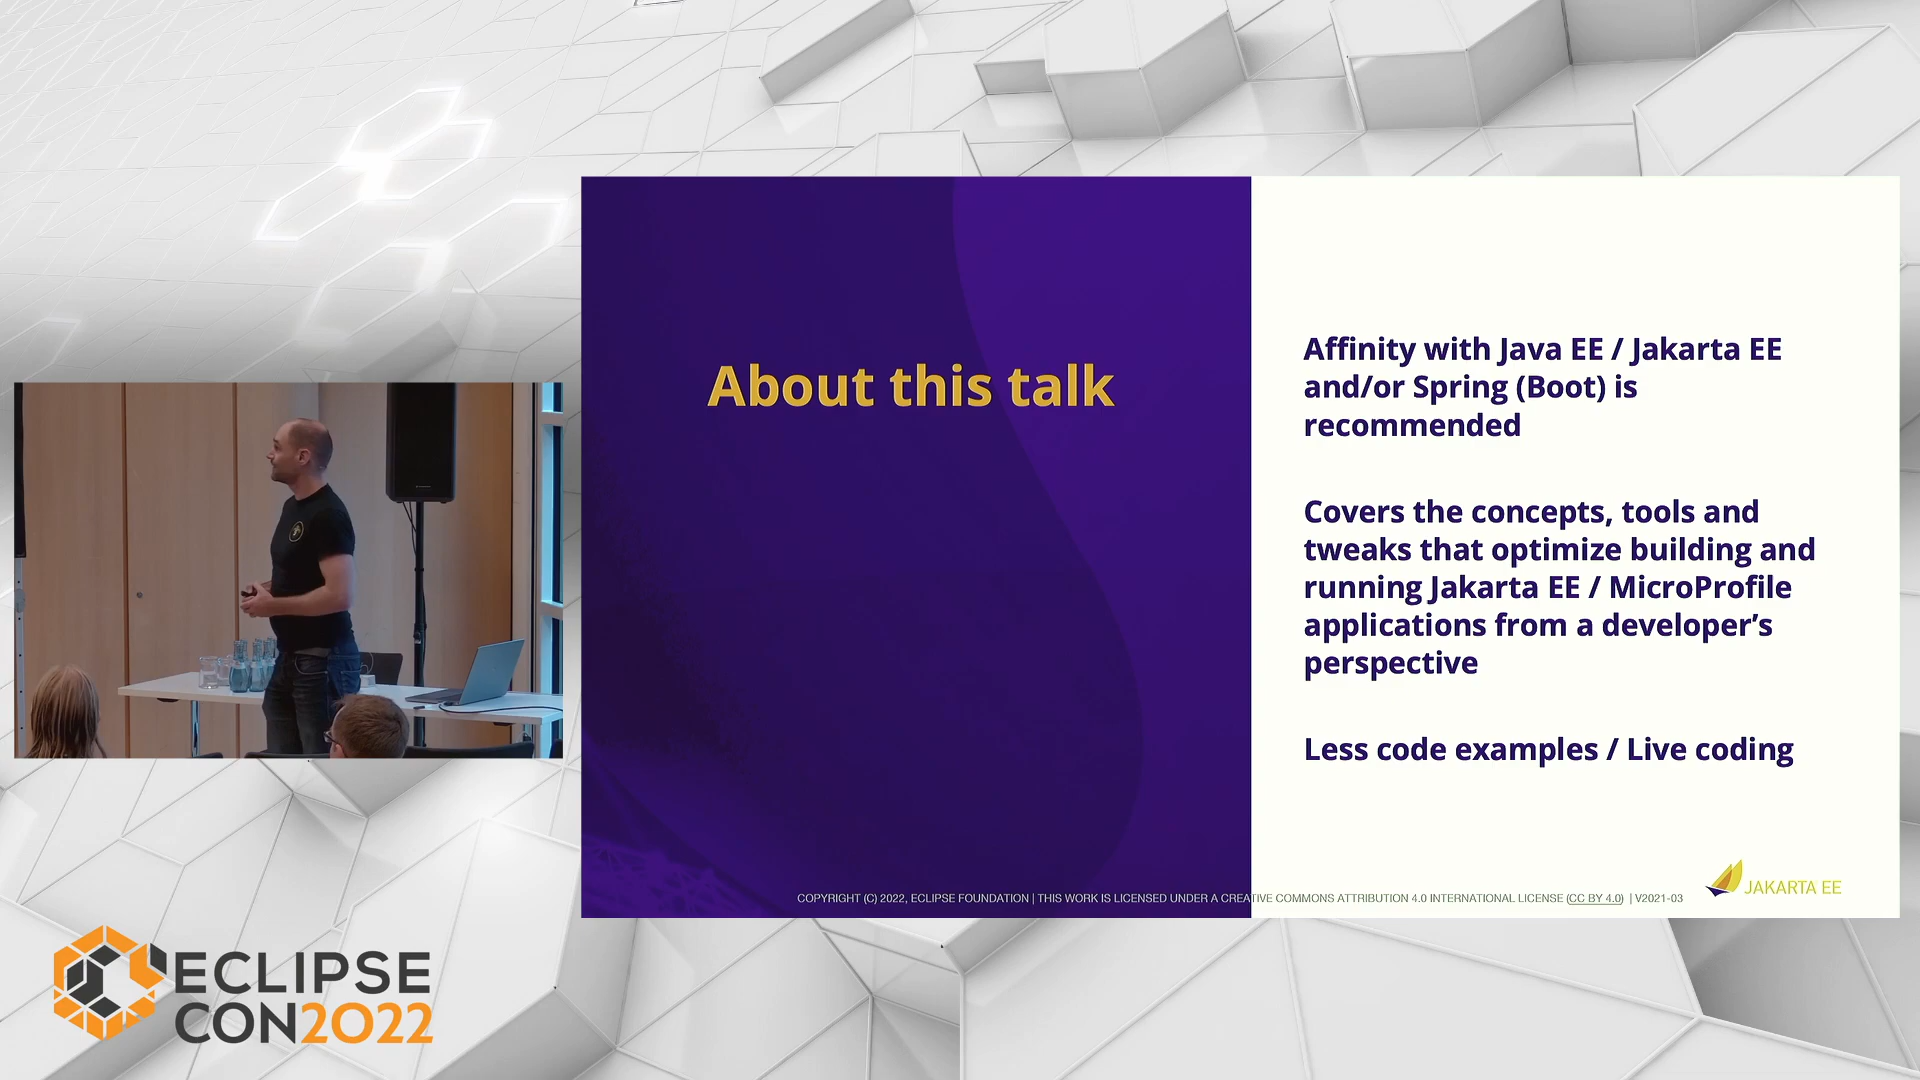 About this talk
Affinity with Java EE / Jakarta EE
and/or Spring (Boot) is
recommended
Covers the concepts, tools and
tweaks that optimize building and
running Jakarta EE / MicroProfile
applications from a developer’s
perspective
Less code examples / Live coding
JAKARTA EE
COPYRIGHT (C) 2022, ECLIPSE FOUNDATION | THIS WORK IS LICENSED UNDER A CREATIVE COMMONS ATTRIBUTION 4.0 INTERNATIONAL LICENSE (CC BY 4.0) | V2021-03
ECLIPSE
CON2022